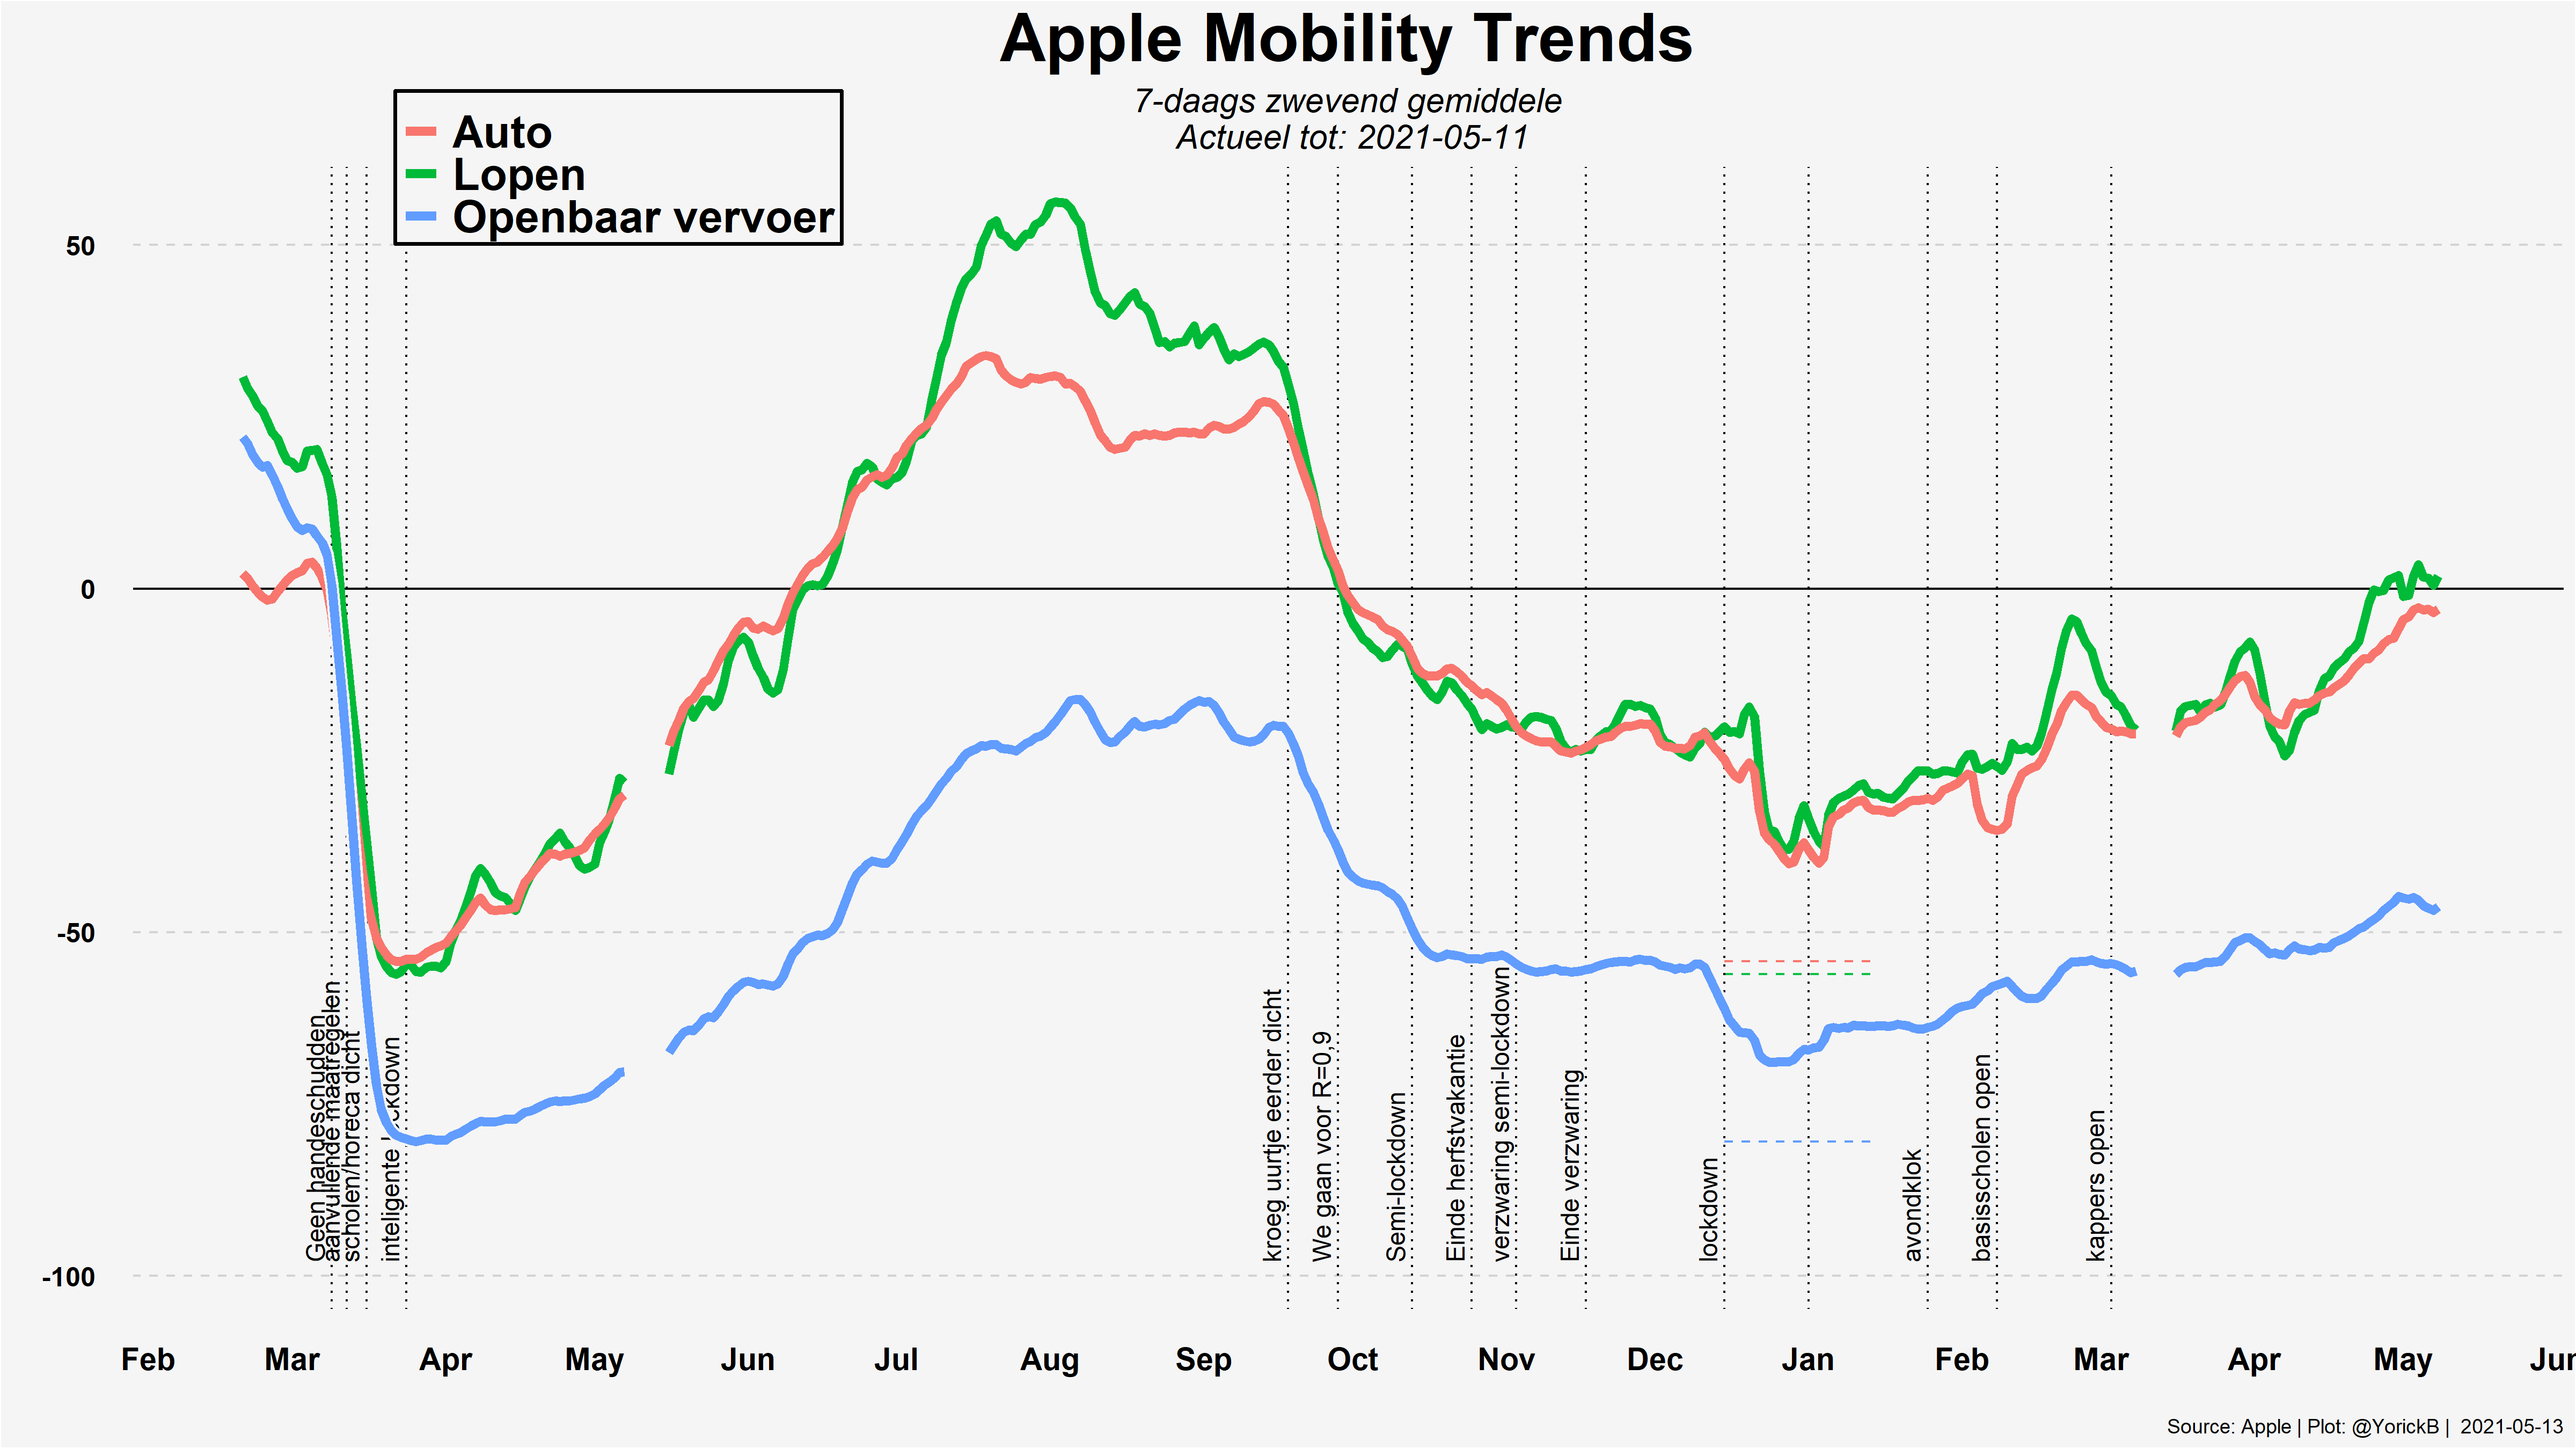 Apple Mobility Trends
7-daags zwevend gemiddele
Actueel tot: 2021-05-11
Auto
Lopen
Openbaar vervoer
50
0
-50
-100
Geen handeschudden
aanvullende maatregelen
scholem/horeca dicht
inteligente lockdown
kroeg uurtje eerder dicht
We gaan voor R=0,9
Semi-lockdown
Einde herfstvakantie
verzwaring semi-lockdown
Einde verzwaring
lockdown
avondklok
basisscholen open
kappers open
Feb Mar Apr May Jun Jul Aug Sep Oct Nov Dec Jan Feb Mar Apr May Jun
Source: Apple | Plot: @YorickB | 2021-05-13